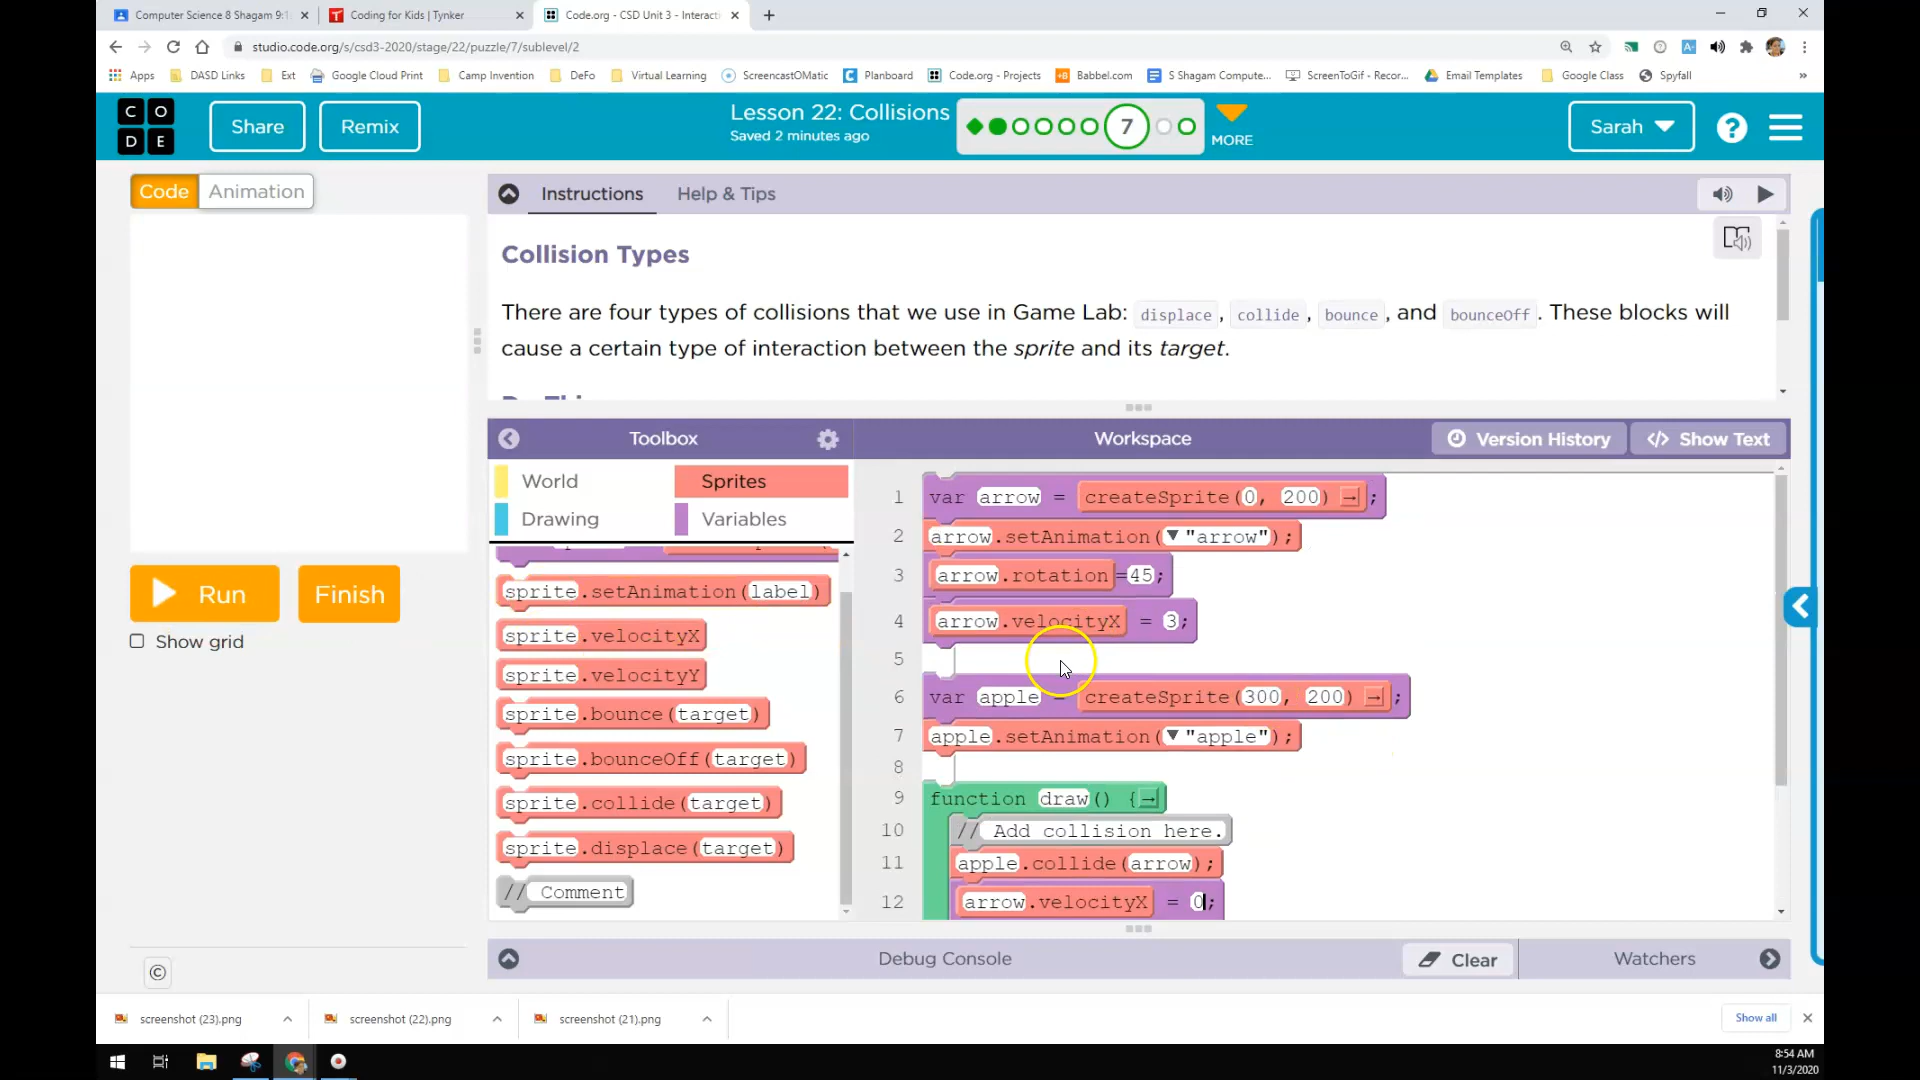 Computer Science 8 Shagam 9:1
Coding for Kids | Tynker
Code.org - CSD Unit 3 - Interacti
studio.code.org/s/csd3-2020/stage/22/puzzle/7/sublevel/2
Apps
DASD Links
Ext
Google Cloud Print
Camp Invention
DeFo
Virtual Learning
ScreencastOMatic
Planboard
Code.org - Projects
Babbel.com
S Shagam Compute...
ScreenToGif - Recor...
Email Templates
Google Class
Spyfall
C O
D E
Share
Remix
Lesson 22: Collisions
Saved 2 minutes ago
7
MORE
Sarah
Code
Animation
Instructions
Help & Tips
Collision Types
There are four types of collisions that we use in Game Lab: displace, collide, bounce, and bounceOff. These blocks will
cause a certain type of interaction between the sprite and its target.
Toolbox
Workspace
Version History
Show Text
World
Sprites
Drawing
Variables
sprite.setAnimation(label)
sprite.velocityX
sprite.velocityY
sprite.bounce(target)
sprite.bounceOff(target)
sprite.collide(target)
sprite.displace(target)
// Comment
1 var arrow = createSprite(0, 200);
2 arrow.setAnimation("arrow");
3 arrow.rotation=45;
4 arrow.velocityX = 3;
5
6 var apple = createSprite(300, 200);
7 apple.setAnimation("apple");
8
9 function draw() {
10 // Add collision here.
11 apple.collide(arrow);
12 arrow.velocityX = 0;
Run
Finish
Show grid
©
Debug Console
Clear
Watchers
screenshot (23).png
screenshot (22).png
screenshot (21).png
Show all
8:54 AM
11/3/2020